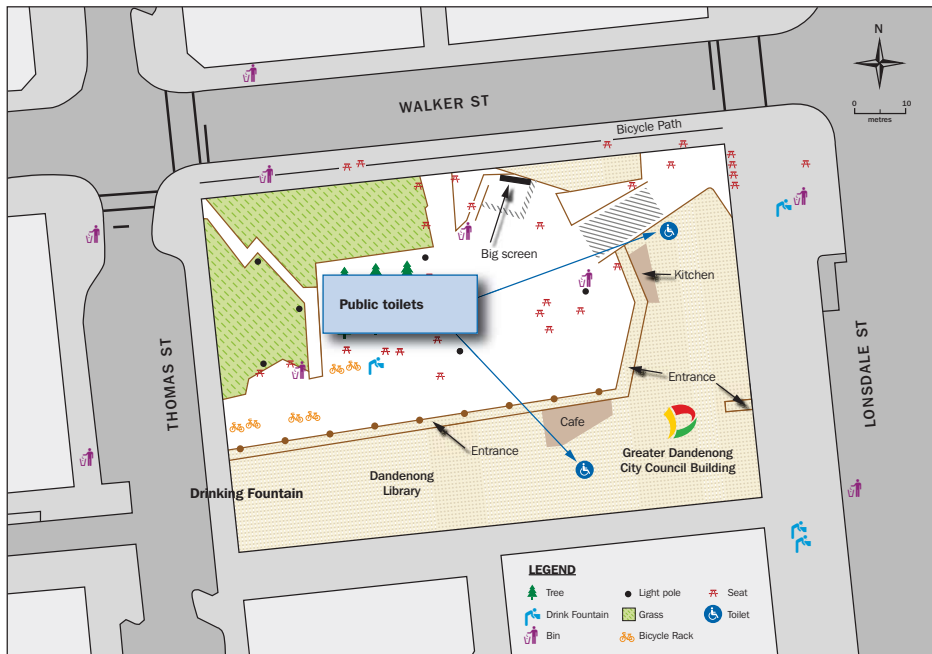 N
0 10
metres
WALKER ST
Bicycle Path
Big screen
Public toilets
Kitchen
THOMAS ST
LONSDALE ST
Entrance
Cafe
Entrance
Greater Dandenong
City Council Building
Dandenong
Library
Drinking Fountain
LEGEND
Tree
Light pole
Seat
Drink Fountain
Grass
Toilet
Bin
Bicycle Rack